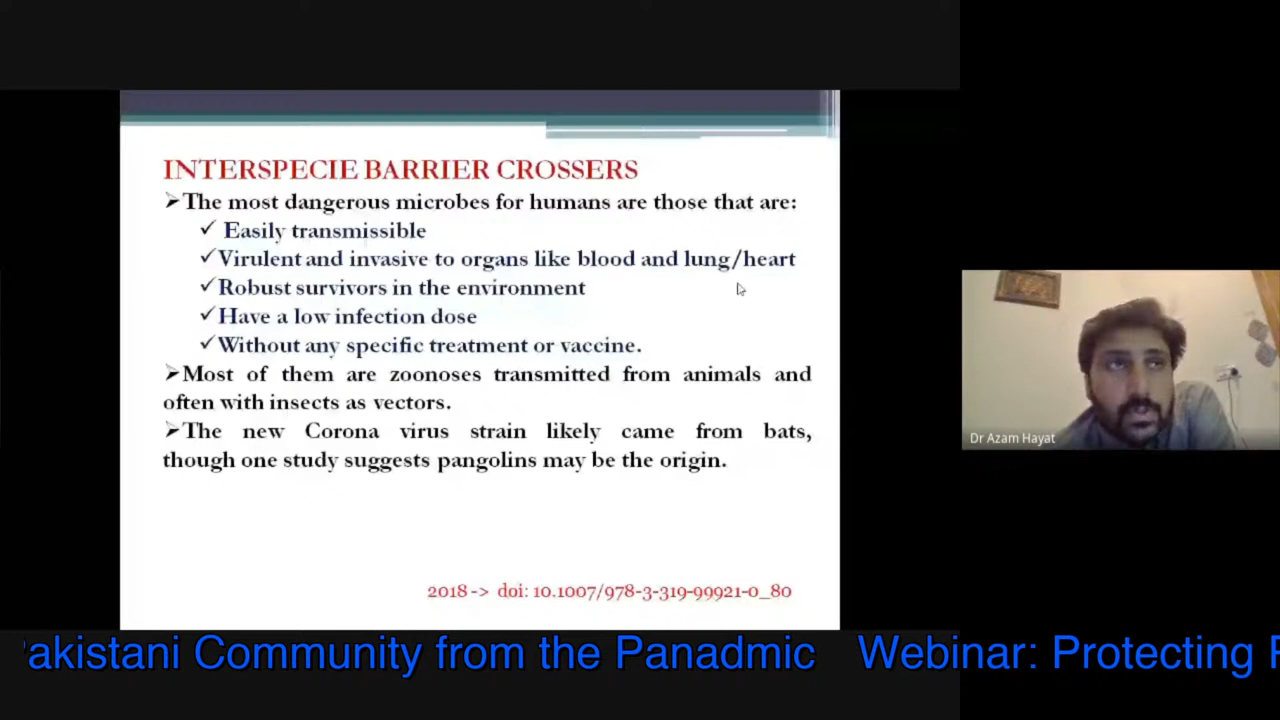 INTERSPECIE BARRIER CROSSERS
➢The most dangerous microbes for humans are those that are:
✓ Easily transmissible
✓Virulent and invasive to organs like blood and lung/heart
✓Robust survivors in the environment
✓Have a low infection dose
✓Without any specific treatment or vaccine.
➢Most of them are zoonoses transmitted from animals and
often with insects as vectors.
➢The new Corona virus strain likely came from bats,
though one study suggests pangolins may be the origin.
2018 -> doi: 10.1007/978-3-319-99921-0_80
Dr Azam Hayat
akistani Community from the Panadmic Webinar: Protecting